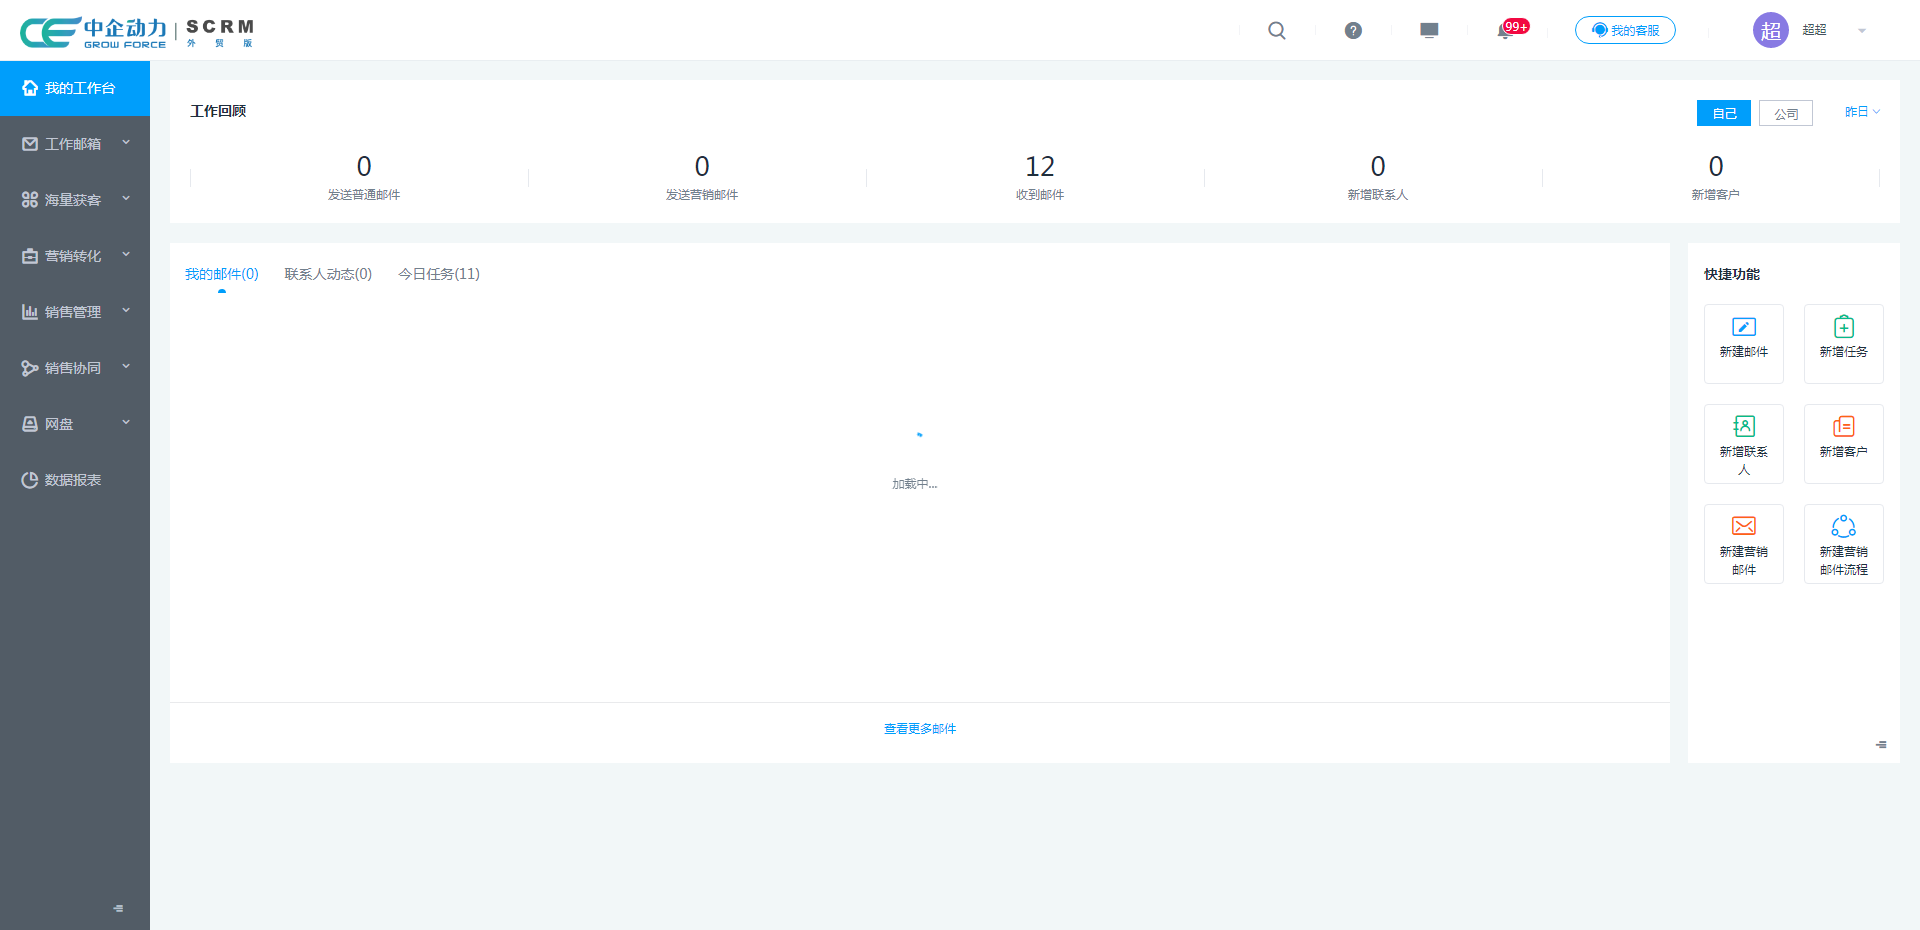 中企动力 SCRM
GROW FORCE 外贸版
99+
我的客服
超 超超
我的工作台
工作邮箱
海量获客
营销转化
销售管理
销售协同
网盘
数据报表
工作回顾
自己 公司 昨日
0 0 12 0 0
发送普通邮件 发送营销邮件 收到邮件 新增联系人 新增客户
我的邮件(0) 联系人动态(0) 今日任务(11)
加载中...
查看更多邮件
快捷功能
新建邮件 新增任务
新增联系
人
新增客户
新建营销
邮件
新建营销
邮件流程